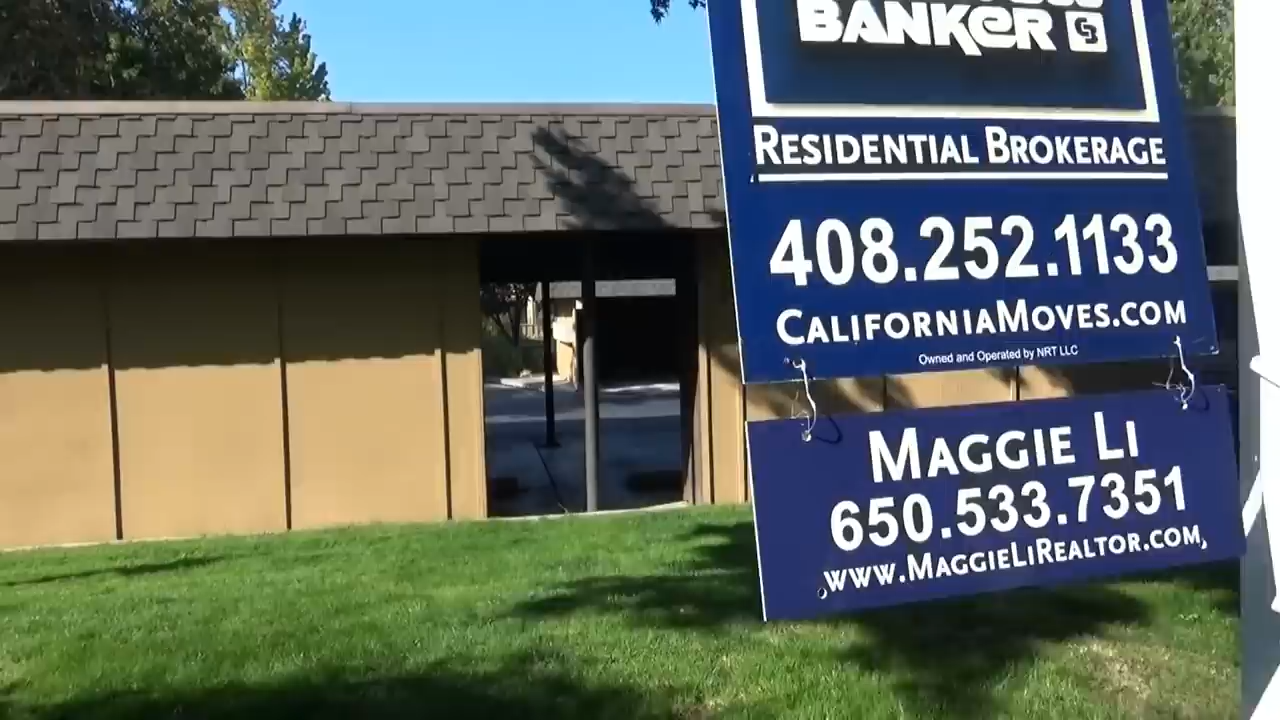 BANKER CB
RESIDENTIAL BROKERAGE
408.252.1133
CALIFORNIAMOVES.COM
Owned and Operated by NRT LLC
MAGGIE LI
650.533.7351
WWW.MAGGIELIREALTOR.COM